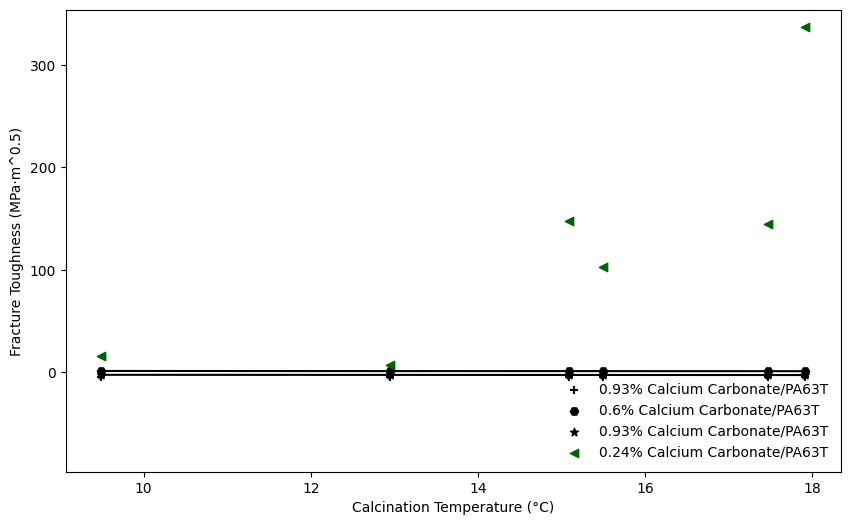 300
200
100
0
Fracture Toughness (MPa·m^0.5)
0.93% Calcium Carbonate/PA63T
0.6% Calcium Carbonate/PA63T
0.93% Calcium Carbonate/PA63T
0.24% Calcium Carbonate/PA63T
10 12 14 16 18
Calcination Temperature (°C)